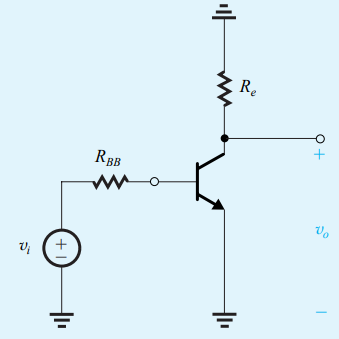 R_e
R_BB
+
v_i
+
−
v_o
−